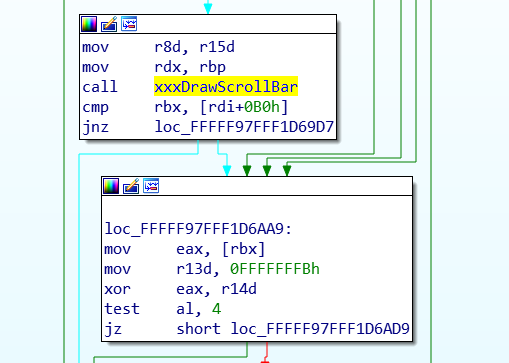 mov r8d, r15d
mov rdx, rbp
call xxxDrawScrollBar
cmp rbx, [rdi+0B0h]
jnz loc_FFFFF97FFF1D69D7
loc_FFFFF97FFF1D6AA9:
mov eax, [rbx]
mov r13d, 0FFFFFFFBh
xor eax, r14d
test al, 4
jz short loc_FFFFF97FFF1D6AD9